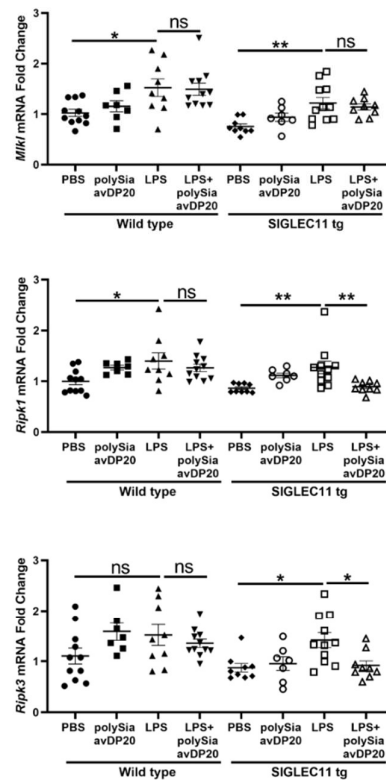 Mlkl mRNA Fold Change
3
2
1
0
*
ns
**
ns
PBS
polySia avDP20
LPS
LPS+ polySia avDP20
PBS
polySia avDP20
LPS
LPS+ polySia avDP20
Wild type
SIGLEC11 tg
Ripk1 mRNA Fold Change
3
2
1
0
*
ns
**
**
PBS
polySia avDP20
LPS
LPS+ polySia avDP20
PBS
polySia avDP20
LPS
LPS+ polySia avDP20
Wild type
SIGLEC11 tg
Ripk3 mRNA Fold Change
3
2
1
0
ns
ns
*
*
PBS
polySia avDP20
LPS
LPS+ polySia avDP20
PBS
polySia avDP20
LPS
LPS+ polySia avDP20
Wild type
SIGLEC11 tg